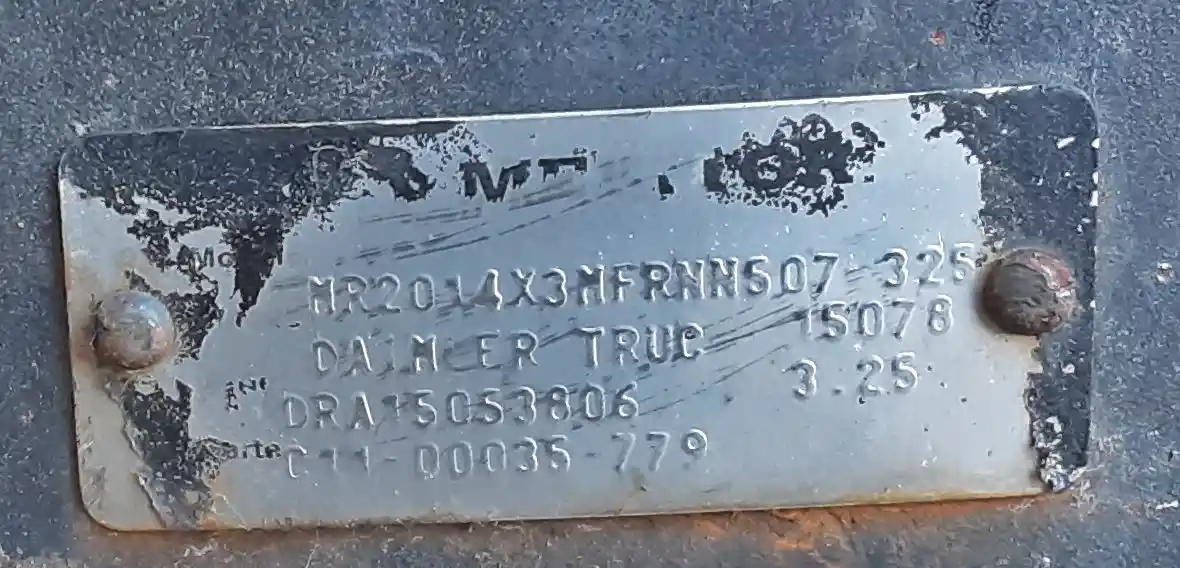 MR2014X3MFRNN507-325
DAIMLER TRUC 15078
DRA15053806 3.25
C11-00035-779